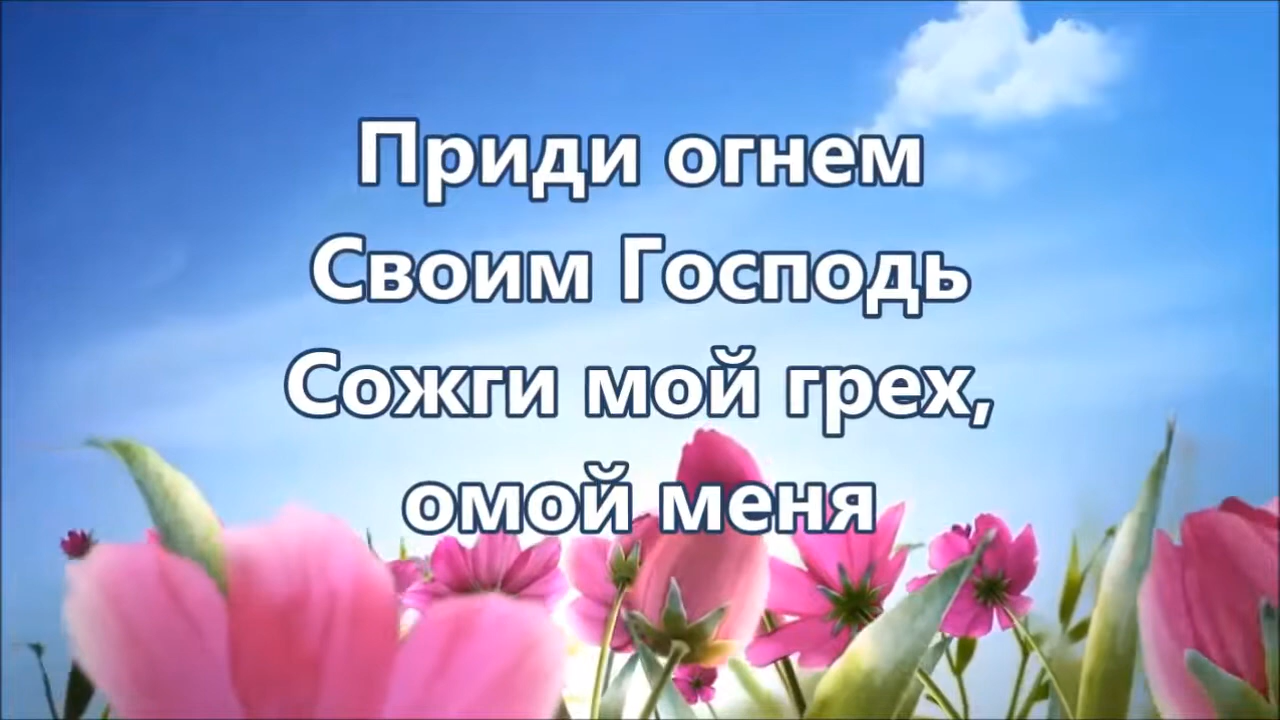 Приди огнем
Своим Господь
Сожги мой грех,
омой меня